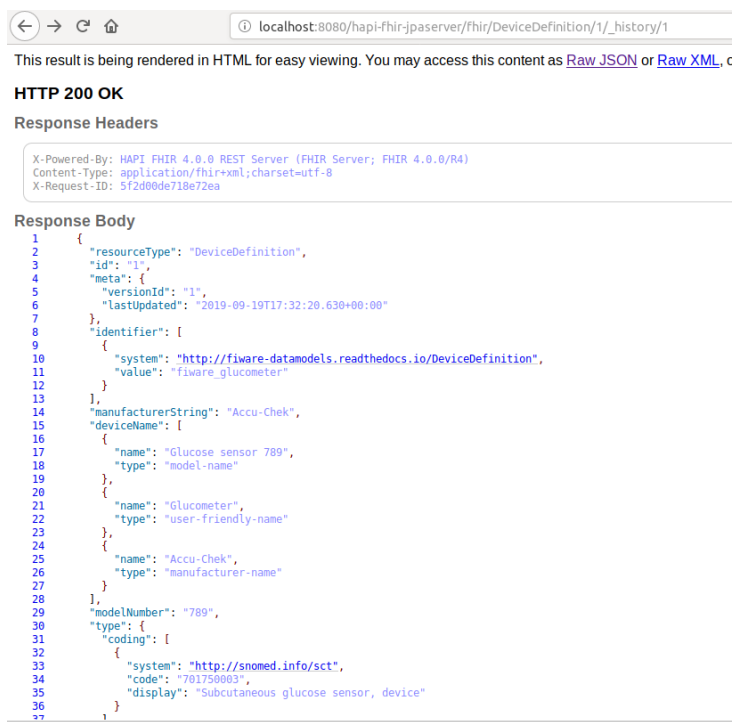 localhost:8080/hapi-fhir-jpaserver/fhir/DeviceDefinition/1/_history/1
This result is being rendered in HTML for easy viewing. You may access this content as Raw JSON or Raw XML, o
HTTP 200 OK
Response Headers
X-Powered-By: HAPI FHIR 4.0.0 REST Server (FHIR Server; FHIR 4.0.0/R4)
Content-Type: application/fhir+xml;charset=utf-8
X-Request-ID: 5f2d00de718e72ea
Response Body
1 {
2 "resourceType": "DeviceDefinition",
3 "id": "1",
4 "meta": {
5 "versionId": "1",
6 "lastUpdated": "2019-09-19T17:32:20.630+00:00"
7 },
8 "identifier": [
9 {
10 "system": "http://fiware-datamodels.readthedocs.io/DeviceDefinition",
11 "value": "fiware_glucometer"
12 }
13 ],
14 "manufacturerString": "Accu-Chek",
15 "deviceName": [
16 {
17 "name": "Glucose sensor 789",
18 "type": "model-name"
19 },
20 {
21 "name": "Glucometer",
22 "type": "user-friendly-name"
23 },
24 {
25 "name": "Accu-Chek",
26 "type": "manufacturer-name"
27 }
28 ],
29 "modelNumber": "789",
30 "type": {
31 "coding": [
32 {
33 "system": "http://snomed.info/sct",
34 "code": "701750003",
35 "display": "Subcutaneous glucose sensor, device"
36 }
37 ]